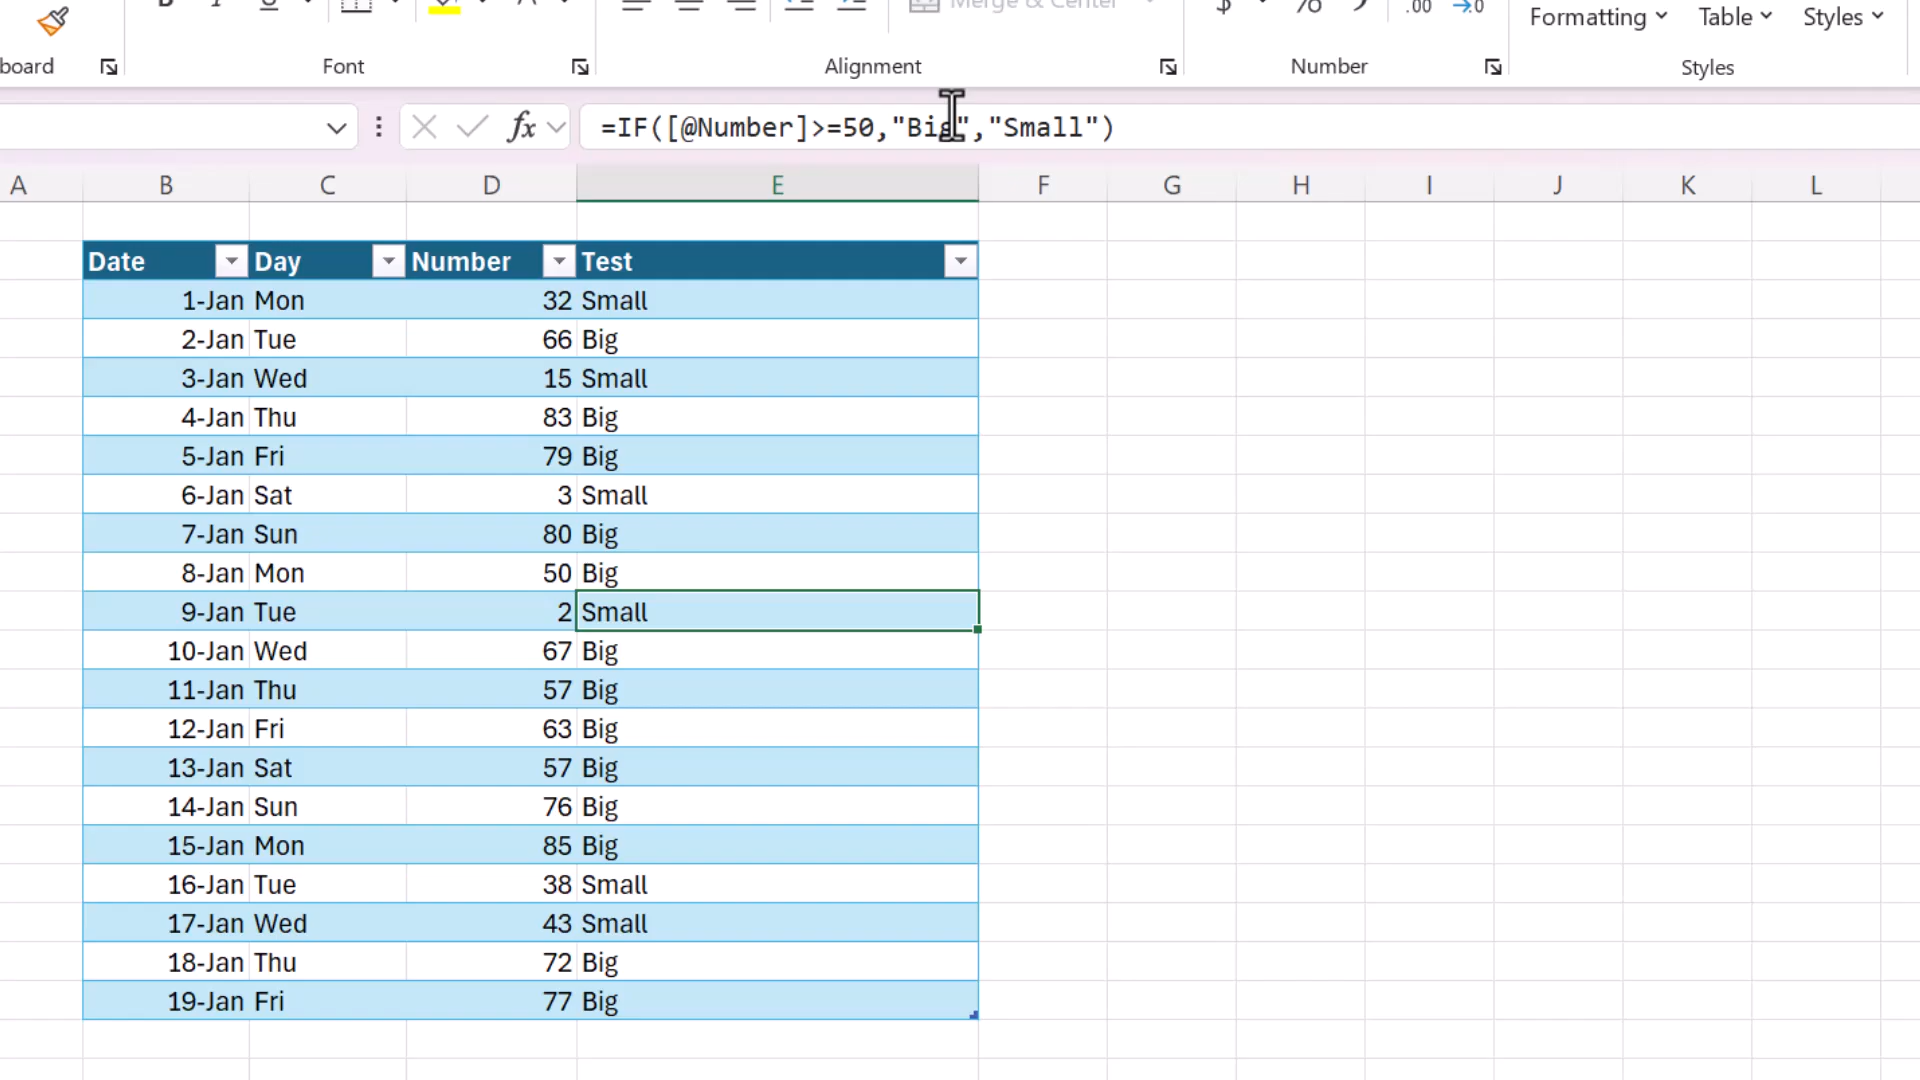 $ % .00 →0
Formatting Table Styles
board Font Alignment Number Styles
fx =IF([@Number]>=50,"Big","Small")
A B C D E F G H I J K L
Date Day Number Test
1-Jan Mon 32 Small
2-Jan Tue 66 Big
3-Jan Wed 15 Small
4-Jan Thu 83 Big
5-Jan Fri 79 Big
6-Jan Sat 3 Small
7-Jan Sun 80 Big
8-Jan Mon 50 Big
9-Jan Tue 2 Small
10-Jan Wed 67 Big
11-Jan Thu 57 Big
12-Jan Fri 63 Big
13-Jan Sat 57 Big
14-Jan Sun 76 Big
15-Jan Mon 85 Big
16-Jan Tue 38 Small
17-Jan Wed 43 Small
18-Jan Thu 72 Big
19-Jan Fri 77 Big